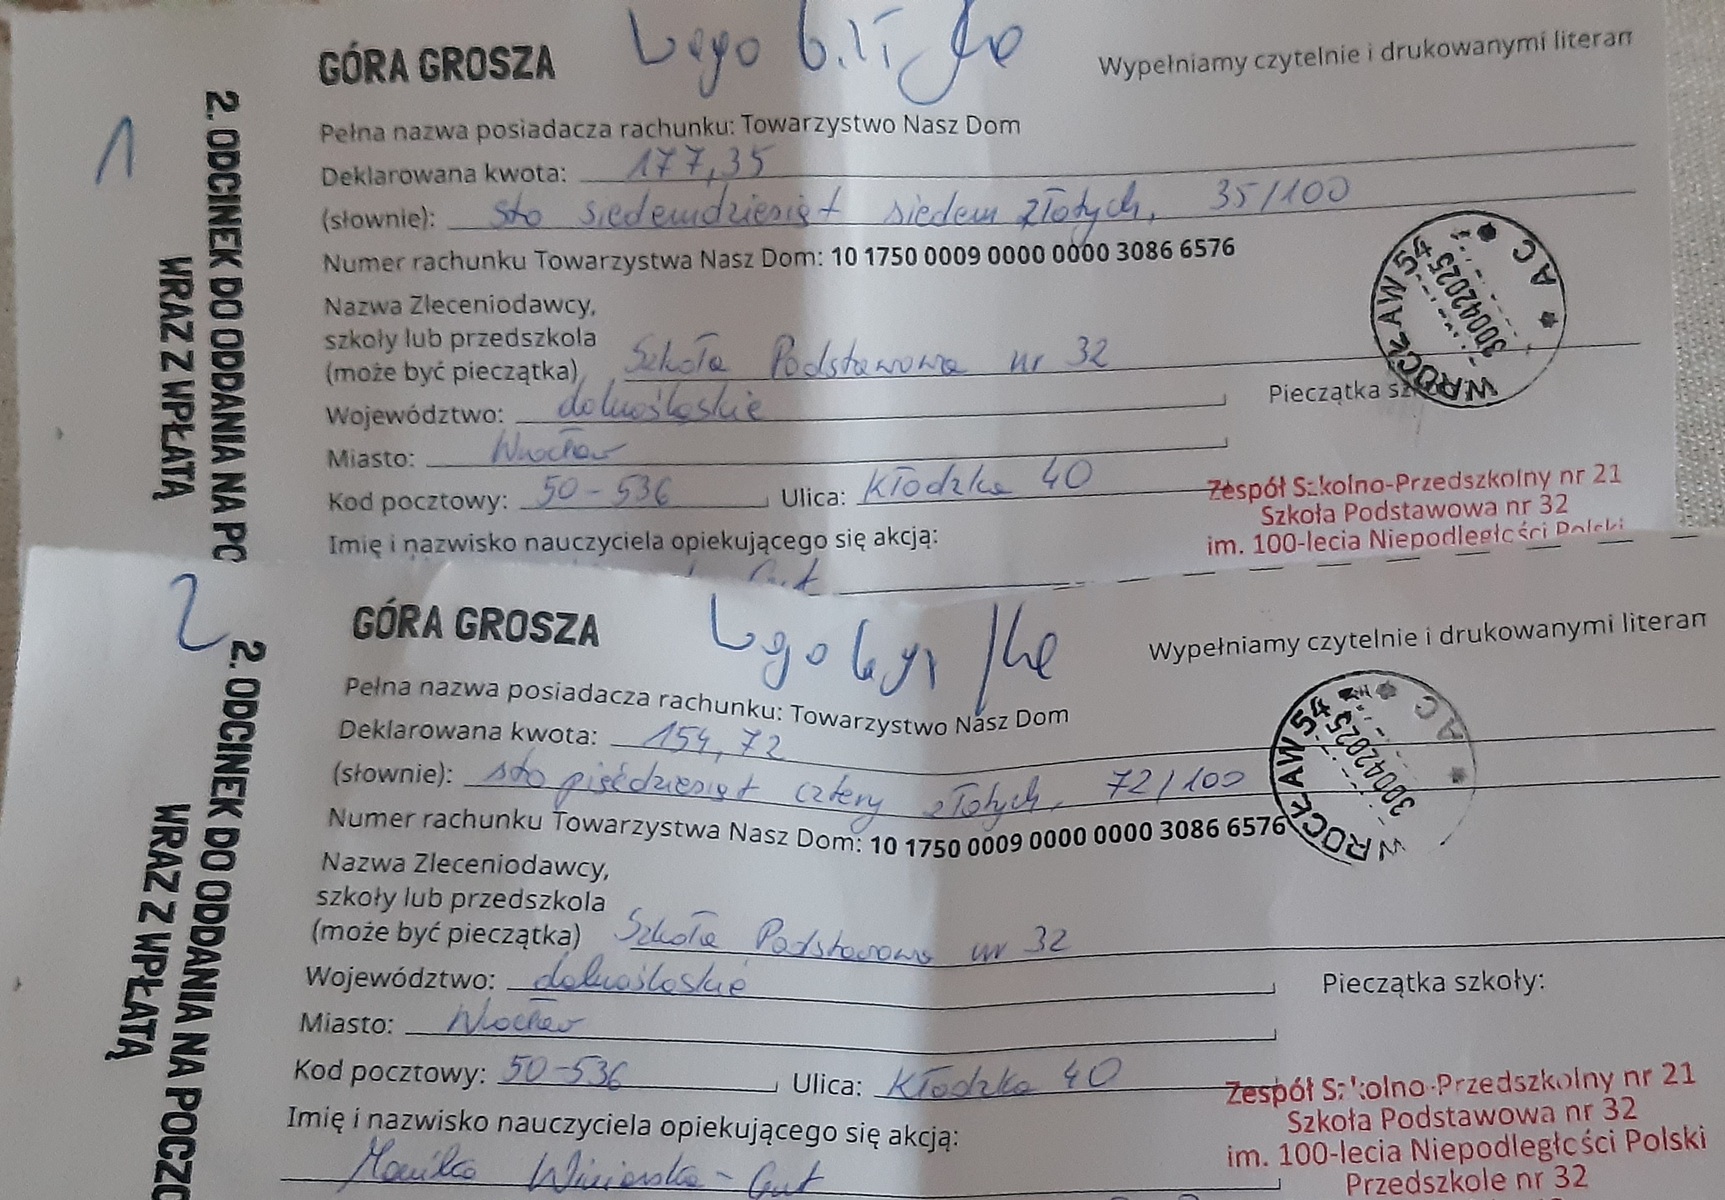 GÓRA GROSZA
Wypełniamy czytelnie i drukowanymi literam
1
2. ODCINEK DO ODDANIA NA PC
WRAZ Z WPŁATĄ
Pełna nazwa posiadacza rachunku: Towarzystwo Nasz Dom
Deklarowana kwota: 177,35
(słownie): sto siedemdziesiąt siedem złotych, 35/100
Numer rachunku Towarzystwa Nasz Dom: 10 1750 0009 0000 0000 3086 6576
Nazwa Zleceniodawcy,
szkoły lub przedszkola
(może być pieczątka) Szkoła Podstawowa nr 32
Województwo: dolnośląskie
Pieczątka sz
WROCŁAW 54
30042025
AC
Miasto: Wrocław
Kod pocztowy: 50-536 Ulica: Kłodzka 40
Zespół Szkolno-Przedszkolny nr 21
Szkoła Podstawowa nr 32
im. 100-lecia Niepodległości Polski
Imię i nazwisko nauczyciela opiekującego się akcją:
2
GÓRA GROSZA
Wypełniamy czytelnie i drukowanymi literam
2. ODCINEK DO ODDANIA NA POCZC
WRAZ Z WPŁATĄ
Pełna nazwa posiadacza rachunku: Towarzystwo Nasz Dom
Deklarowana kwota: 154,72
(słownie): sto pięćdziesiąt cztery złotych, 72/100
Numer rachunku Towarzystwa Nasz Dom: 10 1750 0009 0000 0000 3086 6576
WROCŁAW 54
30042025
AC
Nazwa Zleceniodawcy,
szkoły lub przedszkola
(może być pieczątka) Szkoła Podstawowa nr 32
Województwo: dolnośląskie
Pieczątka szkoły:
Miasto: Wrocław
Kod pocztowy: 50-536 Ulica: Kłodzka 40
Zespół Szkolno-Przedszkolny nr 21
Szkoła Podstawowa nr 32
im. 100-lecia Niepodległości Polski
Przedszkole nr 32
Imię i nazwisko nauczyciela opiekującego się akcją:
Monika